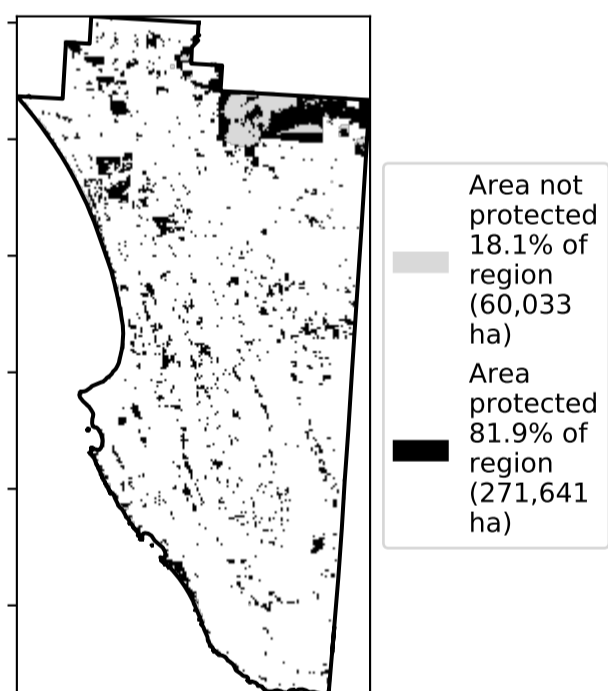 Area not
protected
18.1% of
region
(60,033
ha)
Area
protected
81.9% of
region
(271,641
ha)